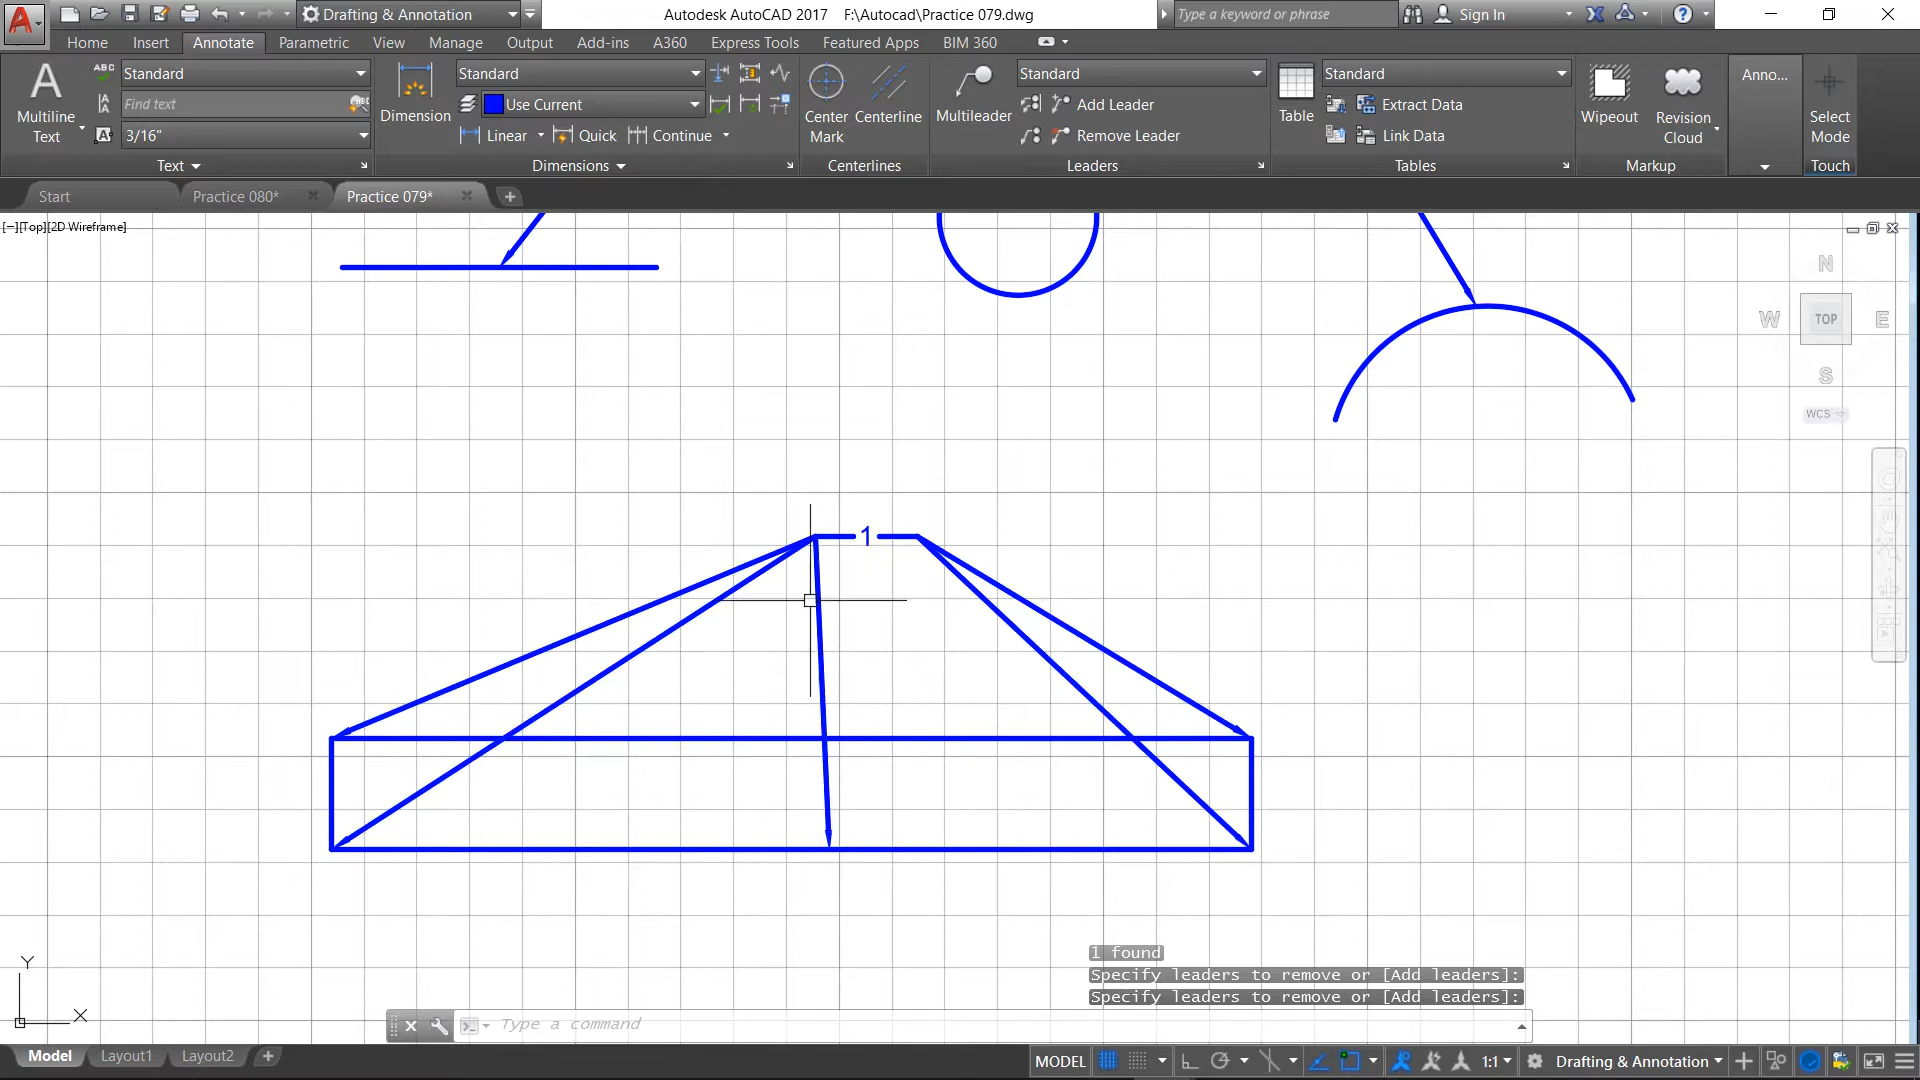 Drafting & Annotation
Autodesk AutoCAD 2017 F:\Autocad\Practice 079.dwg
Type a keyword or phrase
Sign In
Home Insert Annotate Parametric View Manage Output Add-ins A360 Express Tools Featured Apps BIM 360
Multiline Text
Standard
Find text
3/16"
Text
Dimension
Standard
Use Current
Linear Quick Continue
Dimensions
Center Mark
Centerline
Centerlines
Multileader
Standard
Add Leader
Remove Leader
Leaders
Table
Standard
Extract Data
Link Data
Tables
Wipeout
Revision Cloud
Markup
Anno...
Select Mode
Touch
Start Practice 080* Practice 079*
[−][Top][2D Wireframe]
N
W TOP E
S
WCS
1
1 found
Specify leaders to remove or [Add leaders]:
Specify leaders to remove or [Add leaders]:
Y
X
Type a command
Model Layout1 Layout2
MODEL 1:1 Drafting & Annotation